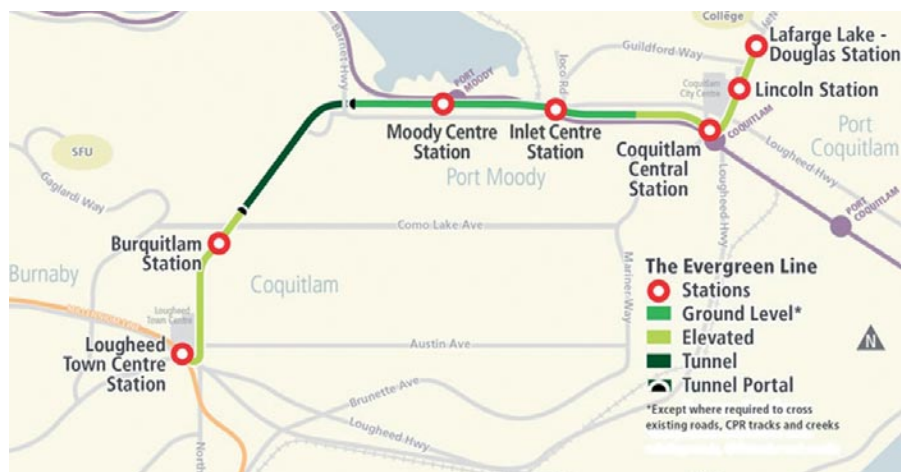 College
Lafarge Lake -
Douglas Station
Guildford Way
Barnet Hwy
Ioco Rd
PORT
MOODY
Coquitlam
City Centre
Lincoln Station
Moody Centre
Station
Inlet Centre
Station
COQUITLAM
Port
Coquitlam
SFU
Coquitlam
Central
Station
Lougheed Hwy
Port Moody
Gaglardi Way
Lougheed Hwy
PORT
COQUITLAM
Como Lake Ave
Burquitlam
Station
Burnaby
Coquitlam
Mariner Way
The Evergreen Line
Stations
Ground Level*
Elevated
Tunnel
Tunnel Portal
*Except where required to cross
existing roads, CPR tracks and creeks
N
Lougheed
Town Centre
Lougheed
Town Centre
Station
Austin Ave
Brunette Ave
Lougheed Hwy
North